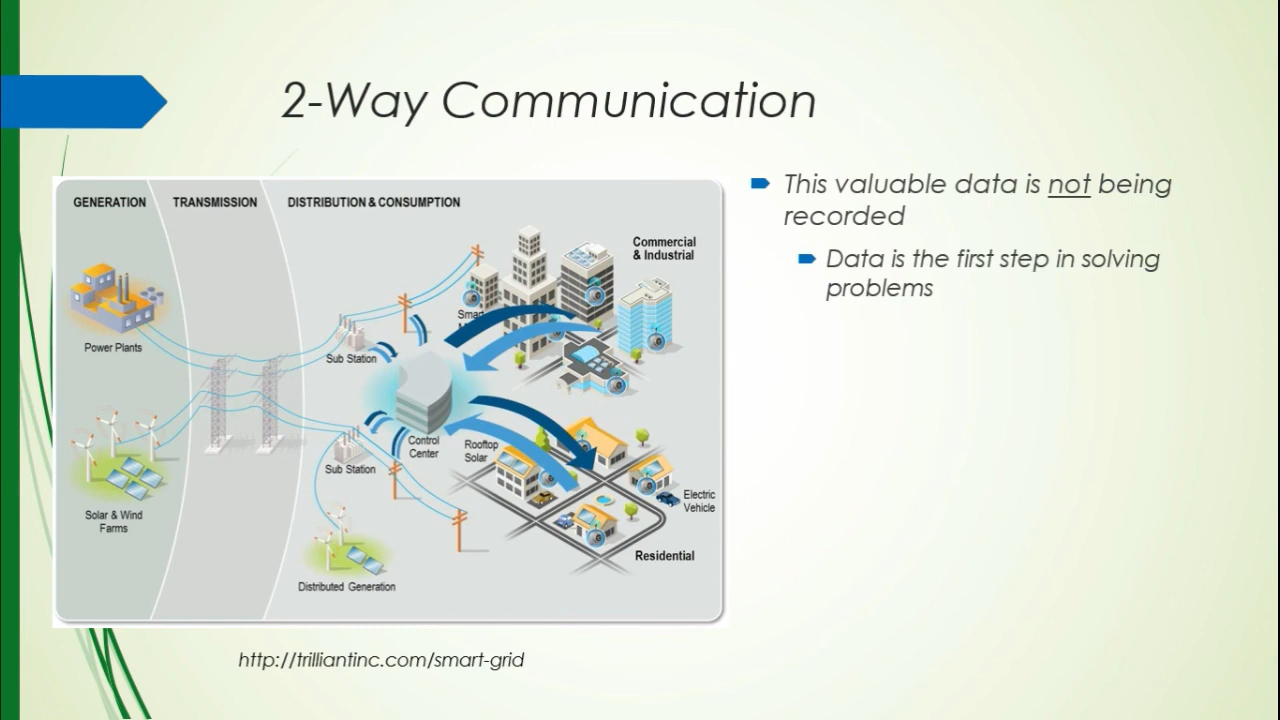 2-Way Communication
GENERATION
TRANSMISSION
DISTRIBUTION & CONSUMPTION
Commercial
& Industrial
Power Plants
Sub Station
Smart
Control
Center
Rooftop
Solar
Sub Station
Electric
Vehicle
Solar & Wind
Farms
Residential
Distributed Generation
This valuable data is not being
recorded
Data is the first step in solving
problems
http://trilliantinc.com/smart-grid